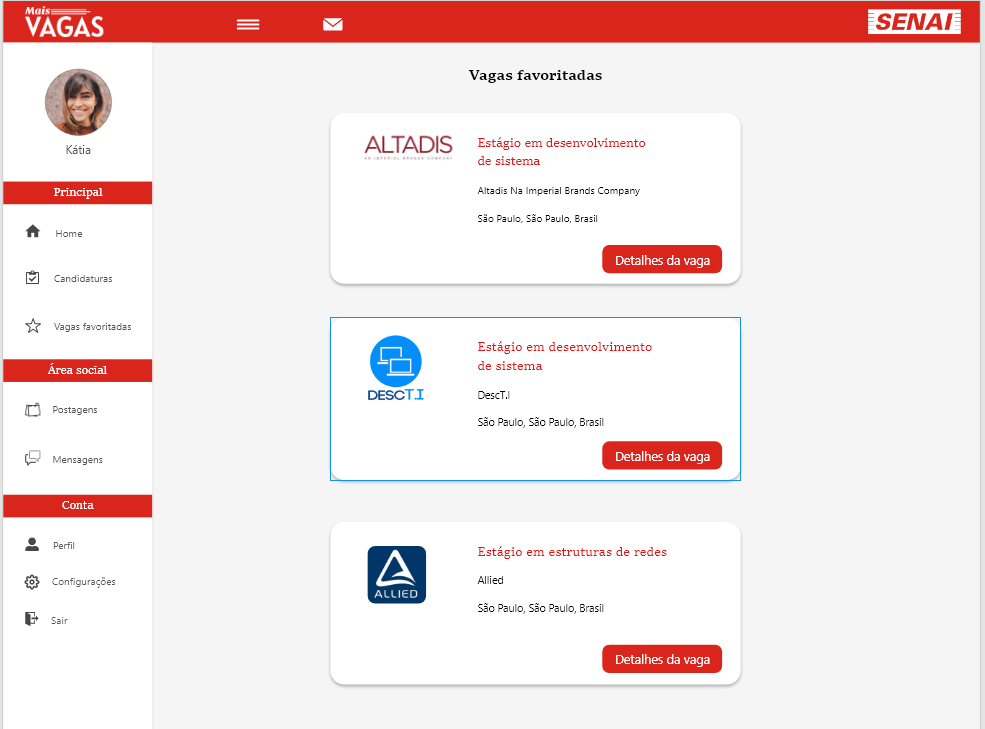 Mais
VAGAS
SENAI
Kátia
Principal
Home
Candidaturas
Vagas favoritadas
Área social
Postagens
Mensagens
Conta
Perfil
Configurações
Sair
Vagas favoritadas
ALTADIS
AN IMPERIAL BRANDS COMPANY
Estágio em desenvolvimento
de sistema
Altadis Na Imperial Brands Company
São Paulo, São Paulo, Brasil
Detalhes da vaga
DESCT.I
Estágio em desenvolvimento
de sistema
DescT.I
São Paulo, São Paulo, Brasil
Detalhes da vaga
ALLIED
Estágio em estruturas de redes
Allied
São Paulo, São Paulo, Brasil
Detalhes da vaga